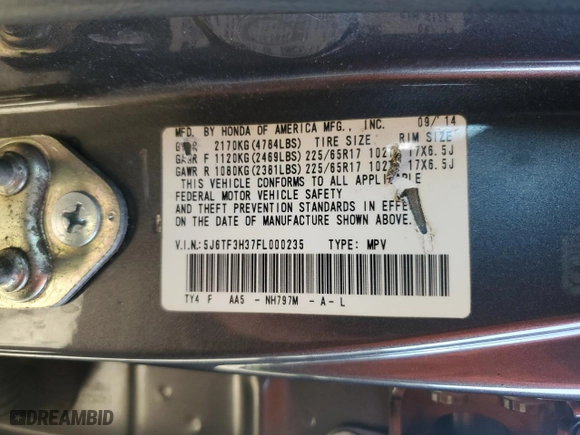 MFD. BY HONDA OF AMERICA MFG., INC. 09/'14
2170KG(4784LBS) TIRE SIZE RIM SIZE
GAWR F 1120KG(2469LBS) 225/65R17 17X6.5J
GAWR R 1080KG(2381LBS) 225/65R17 17X6.5J
THIS VEHICLE CONFORMS TO ALL APPLICABLE
FEDERAL MOTOR VEHICLE SAFETY
AND THEFT PREVENTION STANDARDS IN
ON THE DATE OF MANUFACTURE SHOWN ABOVE.
V.I.N.:5J6TF3H37FL000235 TYPE: MPV
TY4 F AA5 - NH797M - A - L
DREAMBID